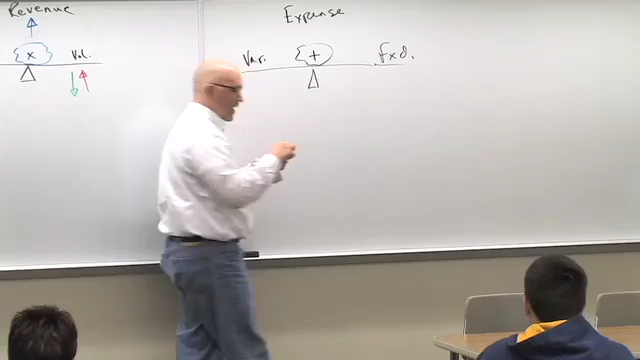 Revenue
x Vol.
Expense
Var. + fxd.